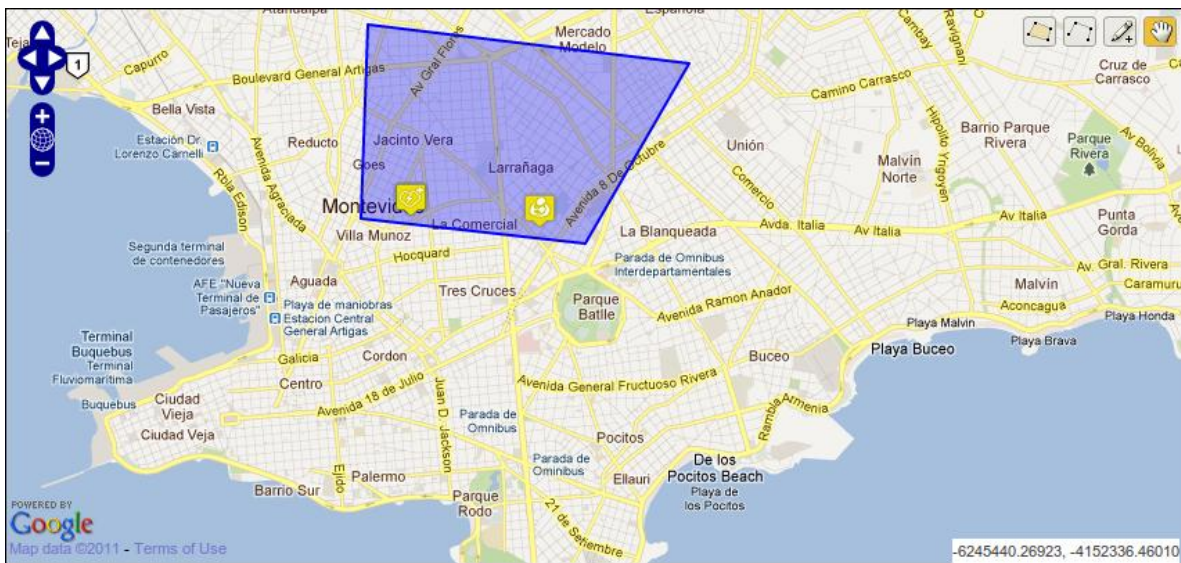 Atahualpa
Española
Teja
1
Capurro
Mercado
Modelo
Av Gral Flores
Boulevard General Artigas
Cambay
Ravignani
Cruz de
Carrasco
Camino Carrasco
Bella Vista
Hipolito Yrigoyen
Barrio Parque
Rivera
Parque
Rivera
Av Bolivia
Estación Dr.
Lorenzo Carnelli
Reducto
Jacinto Vera
Goes
Larrañaga
Unión
Malvín
Norte
Rbla Edison
Avenida Agraciada
Avenida 8 De Octubre
Comercio
Montevideo
La Comercial
Villa Munoz
La Blanqueada
Avda. Italia
Av Italia
Av Italia
Punta
Gorda
Segunda terminal
de contenedores
Hocquard
Parada de Omnibus
Interdepartamentales
Av. Gral. Rivera
AFE "Nueva
Terminal de
Pasajeros"
Aguada
Tres Cruces
Parque
Batlle
Avenida Ramon Anador
Malvín
Caramuru
Aconcagua
Playa de maniobras
Estacion Central
General Artigas
Playa Malvin
Playa Honda
Playa Brava
Terminal
Buquebus
Terminal
Fluviomarítima
Galicia
Cordon
Buceo
Playa Buceo
Centro
Avenida General Fructuoso Rivera
Buquebus
Ciudad
Vieja
Avenida 18 de Julio
Juan D. Jackson
Rambla
Armenia
Ciudad Veja
Parada de
Omnibus
Pocitos
Ejido
Palermo
Parada de
Ominibus
De los
Pocitos Beach
Ellauri
Playa de
los Pocitos
Barrio Sur
Parque
Rodo
21 de Setiembre
POWERED BY
Google
Map data ©2011 - Terms of Use
-6245440.26923, -4152336.46010